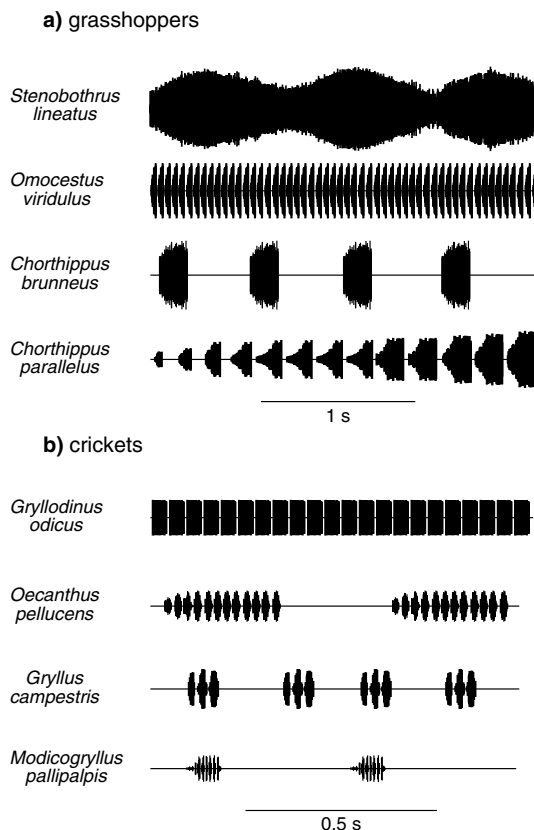 a) grasshoppers
Stenobothrus
lineatus
Omocestus
viridulus
Chorthippus
brunneus
Chorthippus
parallelus
1 s
b) crickets
Gryllodinus
odicus
Oecanthus
pellucens
Gryllus
campestris
Modicogryllus
pallipalpis
0.5 s